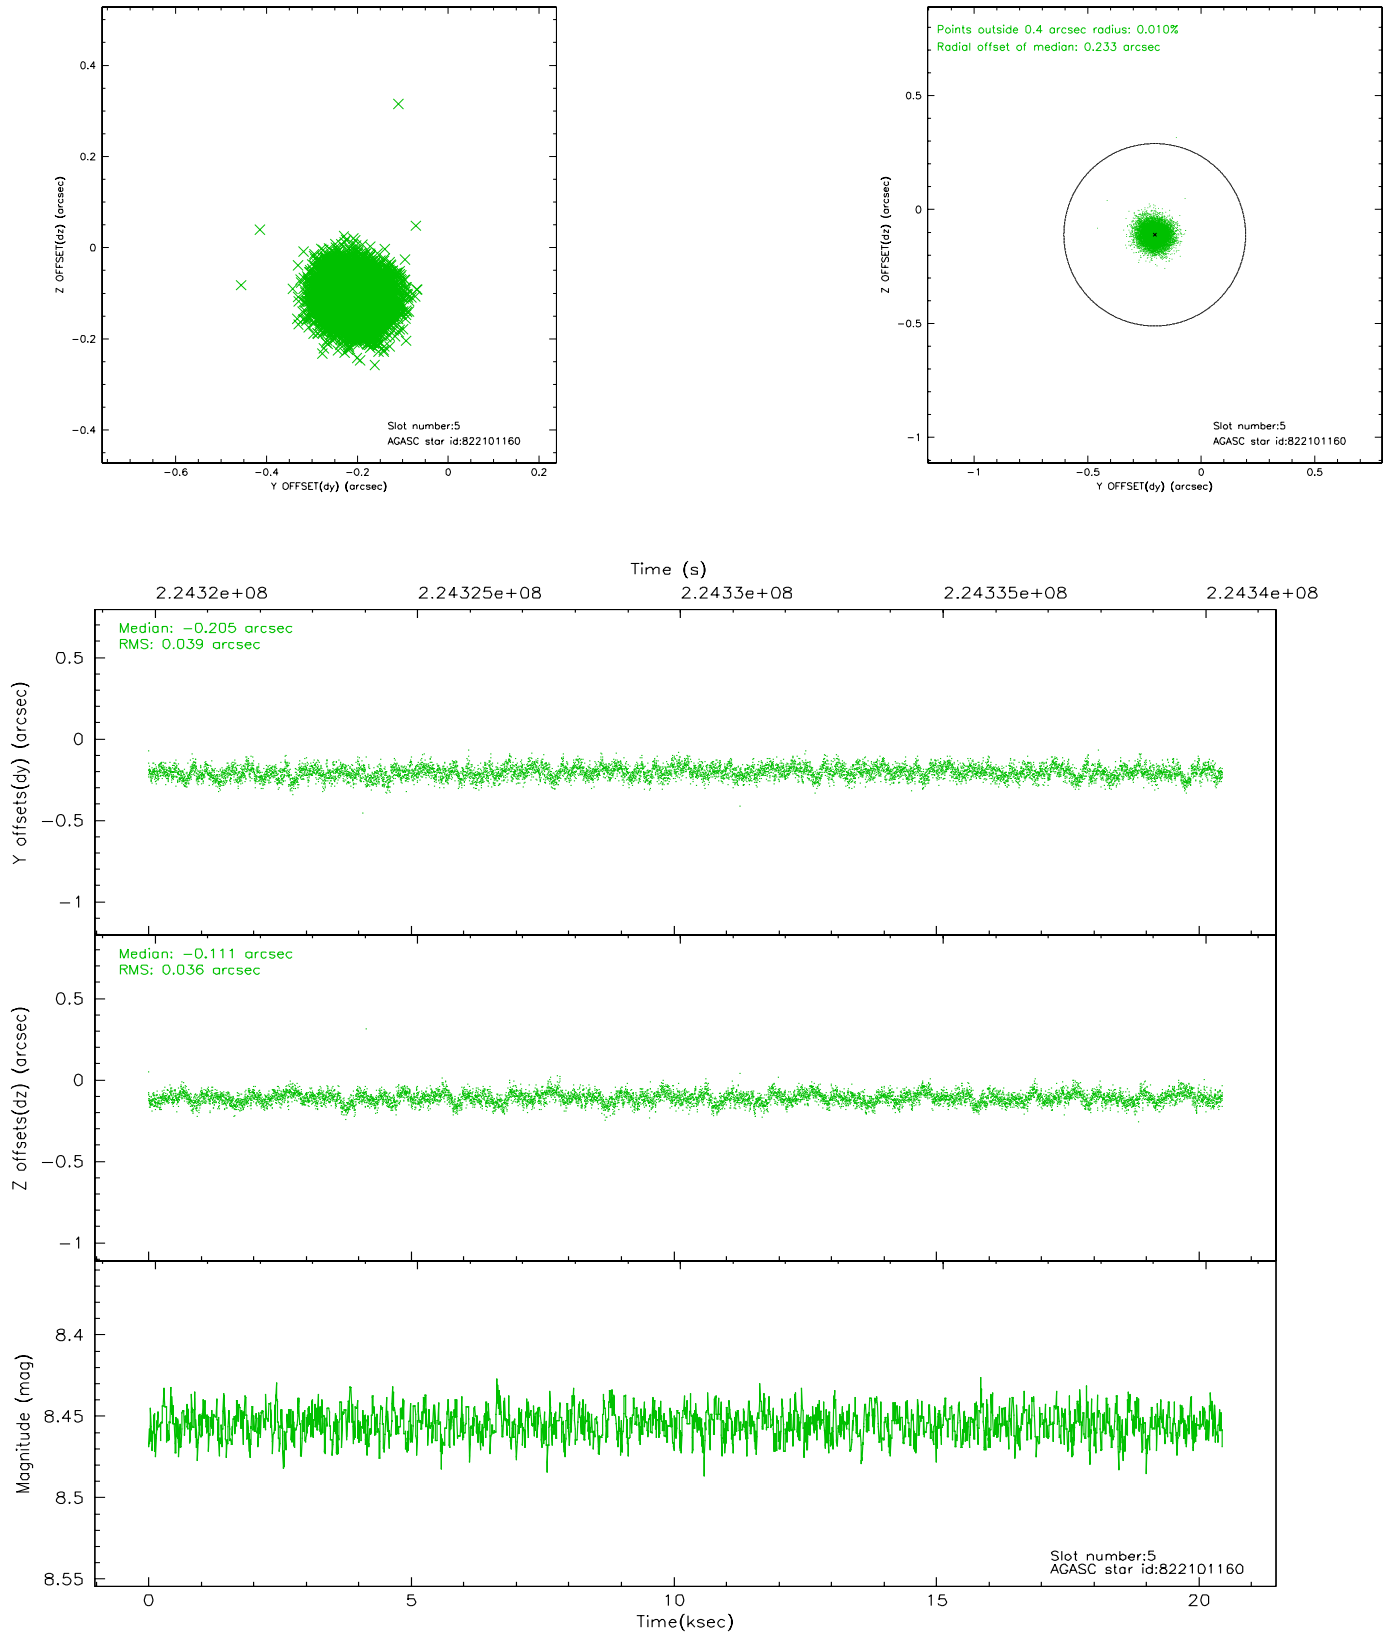 0.4
0.2
0
−0.2
−0.4
Z OFFSET(dz) (arcsec)
Slot number:5
AGASC star id:822101160
−0.6
−0.4
−0.2
0
0.2
Y OFFSET(dy) (arcsec)
Points outside 0.4 arcsec radius: 0.010%
Radial offset of median: 0.233 arcsec
0.5
0
−0.5
−1
Z OFFSET(dz) (arcsec)
Slot number:5
AGASC star id:822101160
−1
−0.5
0
0.5
Y OFFSET(dy) (arcsec)
Time (s)
2.2432e+08
2.24325e+08
2.2433e+08
2.24335e+08
2.2434e+08
Median: −0.205 arcsec
RMS: 0.039 arcsec
0.5
0
−0.5
−1
Y offsets(dy) (arcsec)
Median: −0.111 arcsec
RMS: 0.036 arcsec
0.5
0
−0.5
−1
Z offsets(dz) (arcsec)
8.4
8.45
8.5
8.55
Magnitude (mag)
Slot number:5
AGASC star id:822101160
0
5
10
15
20
Time(ksec)